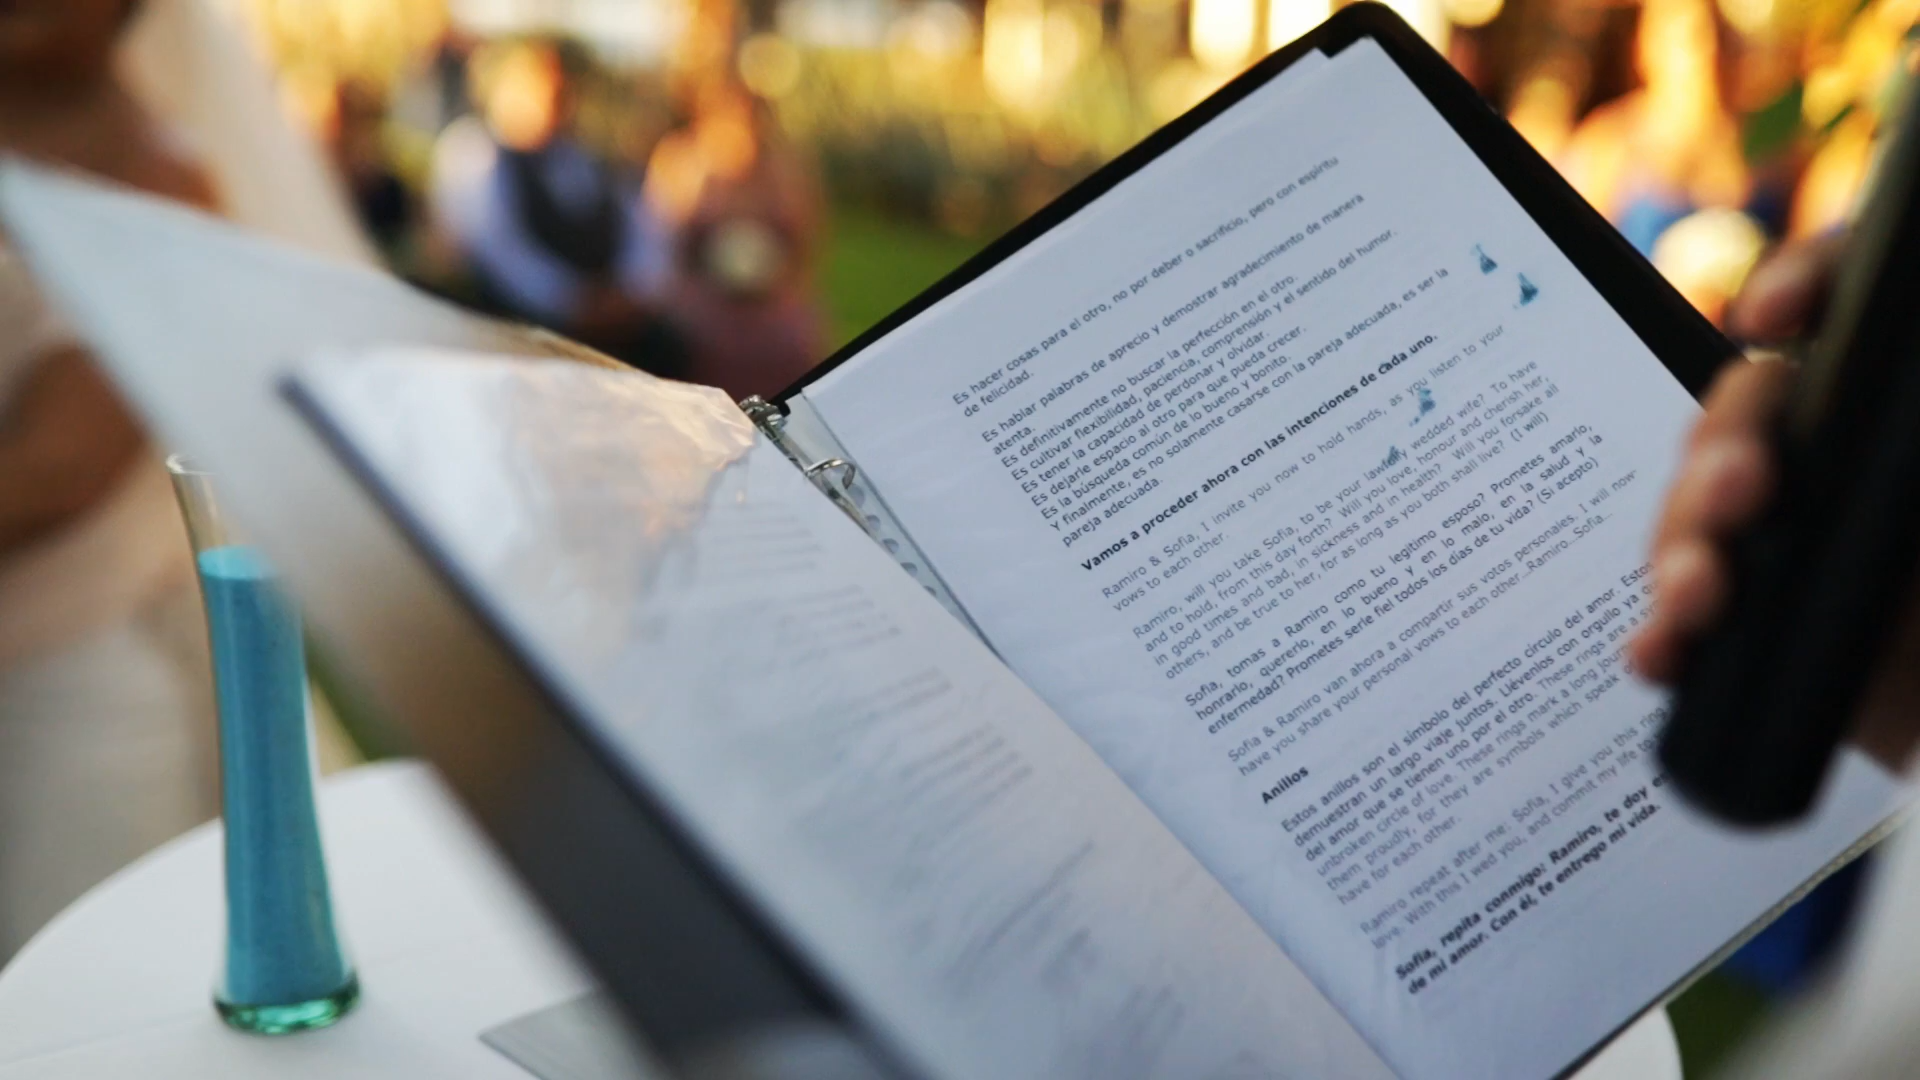 Es hacer cosas para el otro, no por deber o sacrificio, pero con espíritu
de felicidad.
Es hablar palabras de aprecio y demostrar agradecimiento de manera
atenta.
Es definitivamente no buscar la perfección en el otro.
Es cultivar flexibilidad, paciencia, comprensión y el sentido del humor.
Es tener la capacidad de perdonar y olvidar.
Es dejarle espacio al otro para que pueda crecer.
Es la búsqueda común de lo bueno y bonito.
Y finalmente, es no solamente casarse con la pareja adecuada, es ser la
pareja adecuada.
Vamos a proceder ahora con las intenciones de cada uno.
Ramiro & Sofia, I invite you now to hold hands, as you listen to your
vows to each other.
Ramiro, will you take Sofia, to be your lawfully wedded wife? To have
and to hold, from this day forth? Will you love, honour and cherish her,
in good times and bad, in sickness and in health? Will you forsake all
others, and be true to her, for as long as you both shall live? (I will)
Sofia, tomas a Ramiro como tu legitimo esposo? Prometes amarlo,
honrarlo, quererlo, en lo bueno y en lo malo, en la salud y la
enfermedad? Prometes serle fiel todos los días de tu vida? (Si acepto)
Sofia & Ramiro van ahora a compartir sus votos personales. I will now
have you share your personal vows to each other...Ramiro...Sofia...
Anillos
Estos anillos son el símbolo del perfecto círculo del amor. Estos
demuestran un largo viaje juntos. Llévenlos con orgullo ya
del amor que se tienen uno por el otro. These rings are a
unbroken circle of love. These rings mark a long
them proudly, for they are symbols which speak
have for each other.
Ramiro repeat after me: Sofia, I give you this ring
love. With this I wed you, and commit my life to
Sofia, repita conmigo: Ramiro, te doy
de mi amor. Con él, te entrego mi vida.